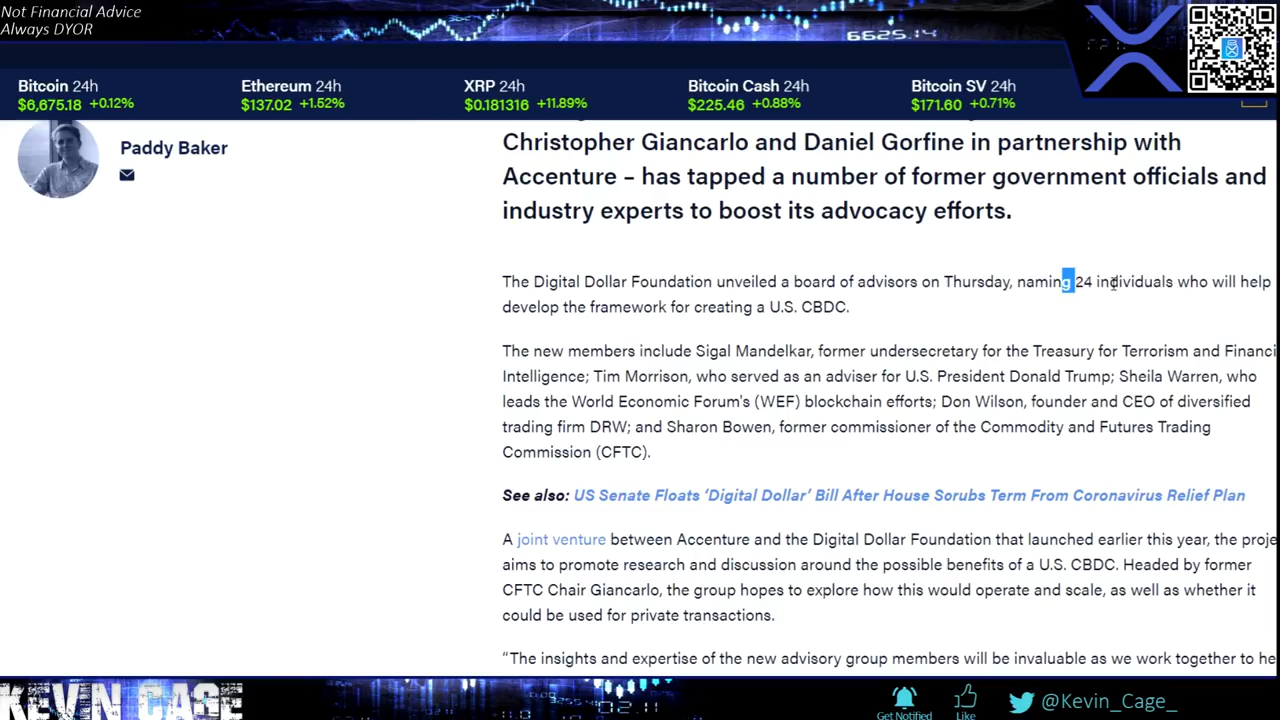 Not Financial Advice
Always DYOR
6625.14
Bitcoin 24h
$6,675.18 +0.12%
Ethereum 24h
$137.02 +1.52%
XRP 24h
$0.181316 +11.89%
Bitcoin Cash 24h
$225.46 +0.88%
Bitcoin SV 24h
$171.60 +0.71%
Paddy Baker
Christopher Giancarlo and Daniel Gorfine in partnership with
Accenture – has tapped a number of former government officials and
industry experts to boost its advocacy efforts.
The Digital Dollar Foundation unveiled a board of advisors on Thursday, naming 24 individuals who will help
develop the framework for creating a U.S. CBDC.
The new members include Sigal Mandelkar, former undersecretary for the Treasury for Terrorism and Financi
Intelligence; Tim Morrison, who served as an adviser for U.S. President Donald Trump; Sheila Warren, who
leads the World Economic Forum's (WEF) blockchain efforts; Don Wilson, founder and CEO of diversified
trading firm DRW; and Sharon Bowen, former commissioner of the Commodity and Futures Trading
Commission (CFTC).
See also: US Senate Floats ‘Digital Dollar’ Bill After House Scrubs Term From Coronavirus Relief Plan
A joint venture between Accenture and the Digital Dollar Foundation that launched earlier this year, the proje
aims to promote research and discussion around the possible benefits of a U.S. CBDC. Headed by former
CFTC Chair Giancarlo, the group hopes to explore how this would operate and scale, as well as whether it
could be used for private transactions.
“The insights and expertise of the new advisory group members will be invaluable as we work together to he
KEVIN CAGE
Get Notified
Like
@Kevin_Cage_